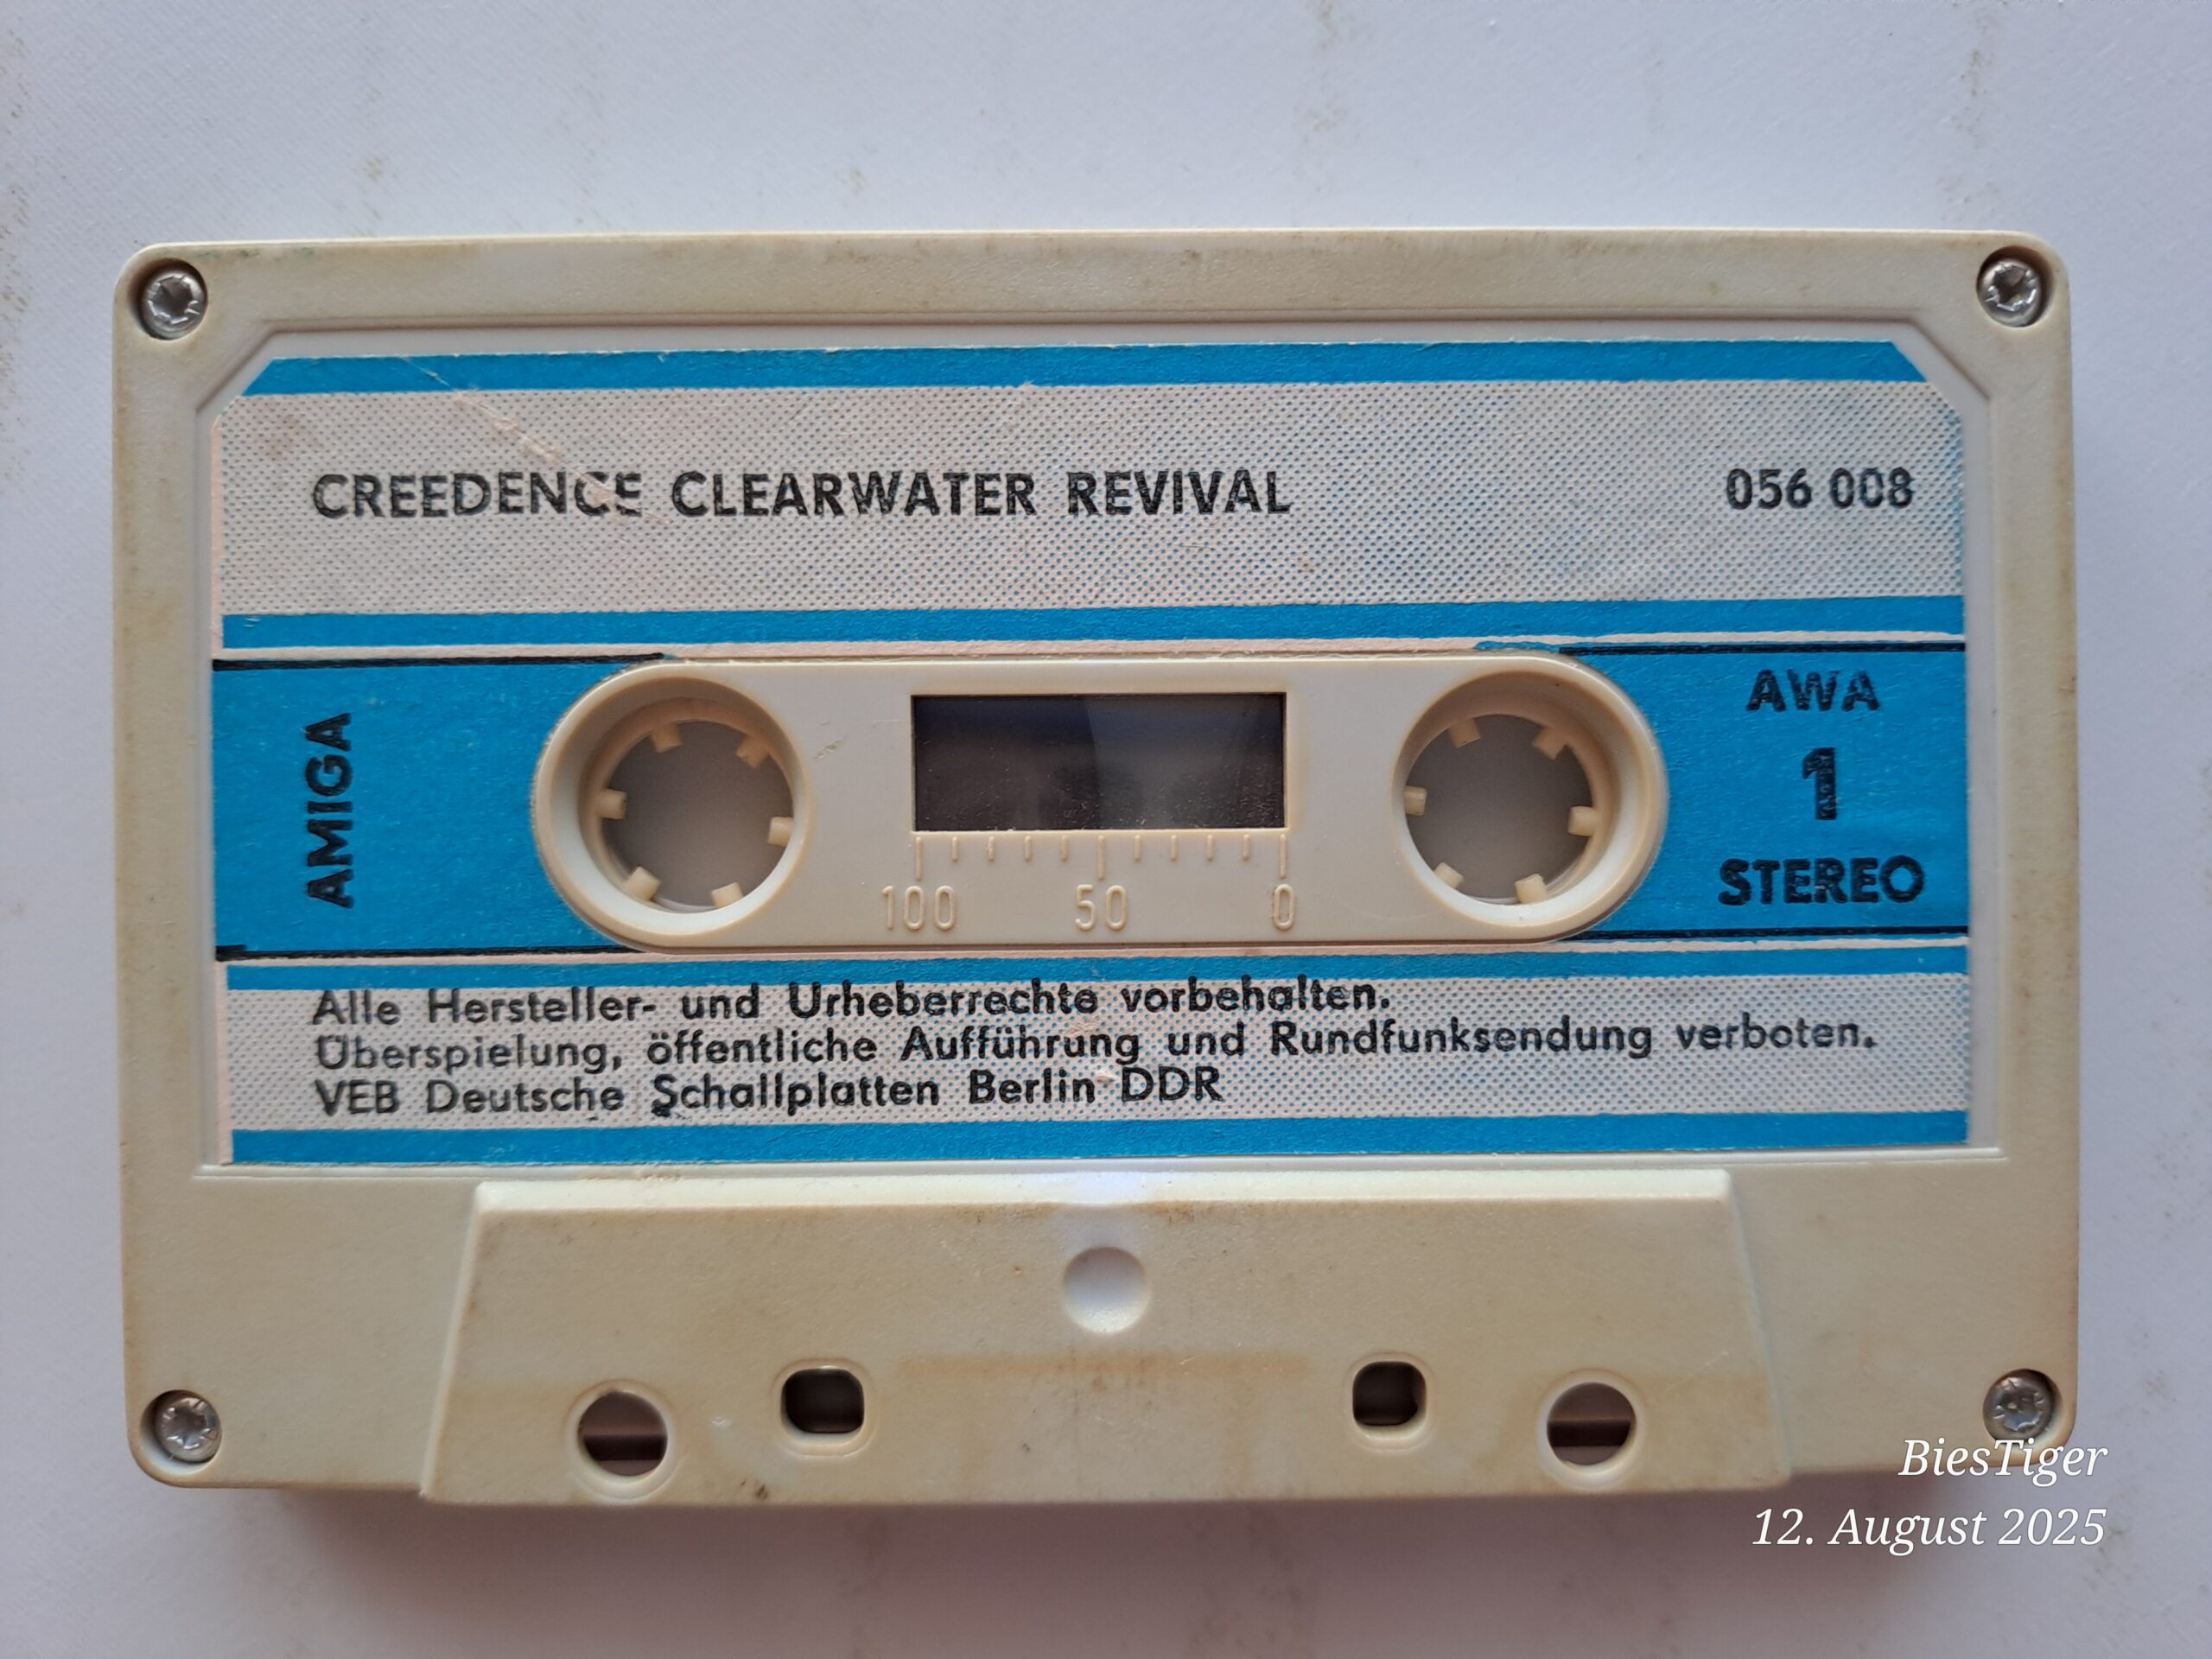 CREEDENCE CLEARWATER REVIVAL 056 008
AMIGA
AWA
1
STEREO
100 50 0
Alle Hersteller- und Urheberrechte vorbehalten.
Überspielung, öffentliche Aufführung und Rundfunksendung verboten.
VEB Deutsche Schallplatten Berlin DDR
BiesTiger
12. August 2025